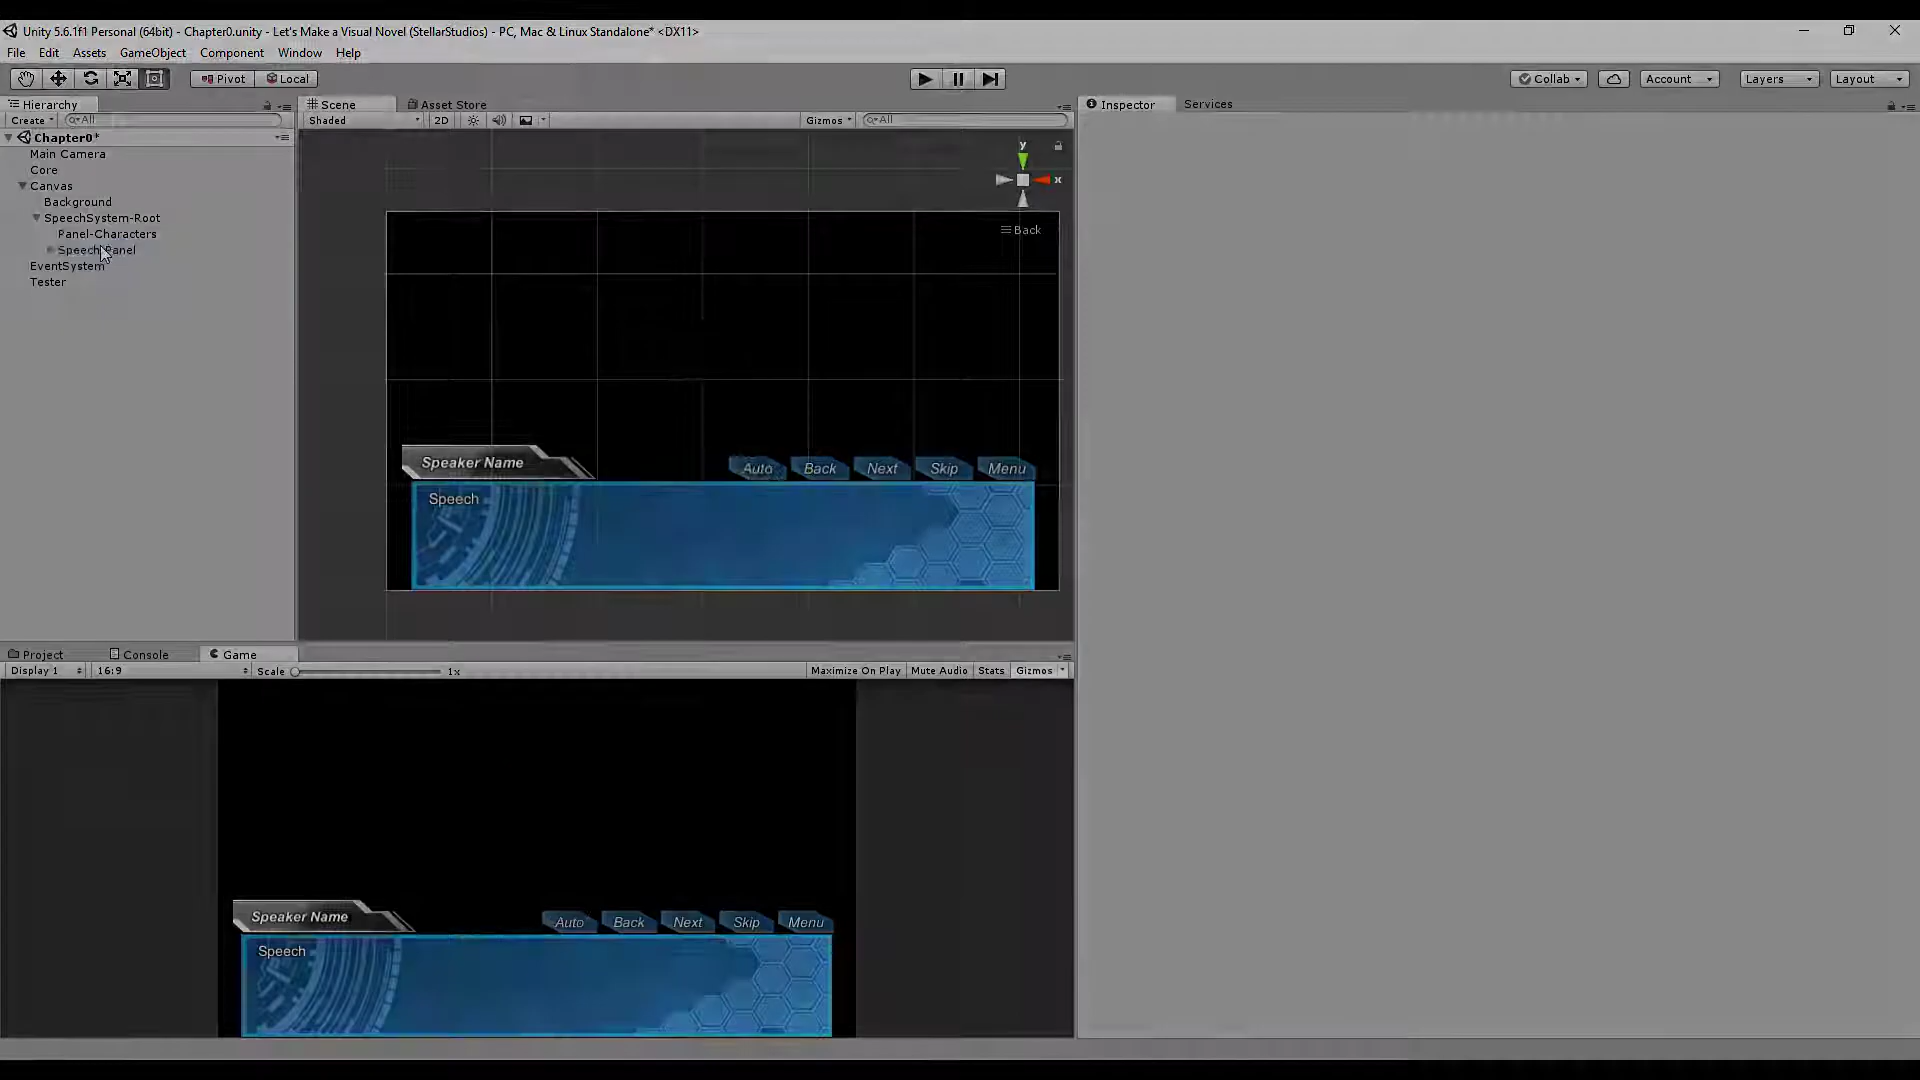 Unity 5.6.1f1 Personal (64bit) - Chapter0.unity - Let's Make a Visual Novel (StellarStudios) - PC, Mac & Linux Standalone* <DX11>
File Edit Assets GameObject Component Window Help
Pivot Local Collab Account Layers Layout
Hierarchy Scene Asset Store Inspector Services
Create All Shaded 2D Gizmos All
Chapter0*
Main Camera
Core
Canvas
Background
SpeechSystem-Root
Panel-Characters
Speech Panel
EventSystem
Tester
y
x
Back
Speaker Name Auto Back Next Skip Menu
Speech
Project Console Game
Display 1 16:9 Scale 1x Maximize On Play Mute Audio Stats Gizmos
Speaker Name Auto Back Next Skip Menu
Speech